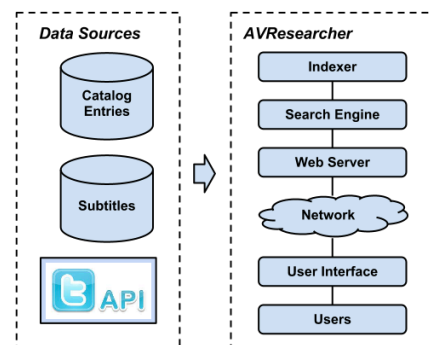 Data Sources
Catalog
Entries
Subtitles
t API
AVResearcher
Indexer
Search Engine
Web Server
Network
User Interface
Users